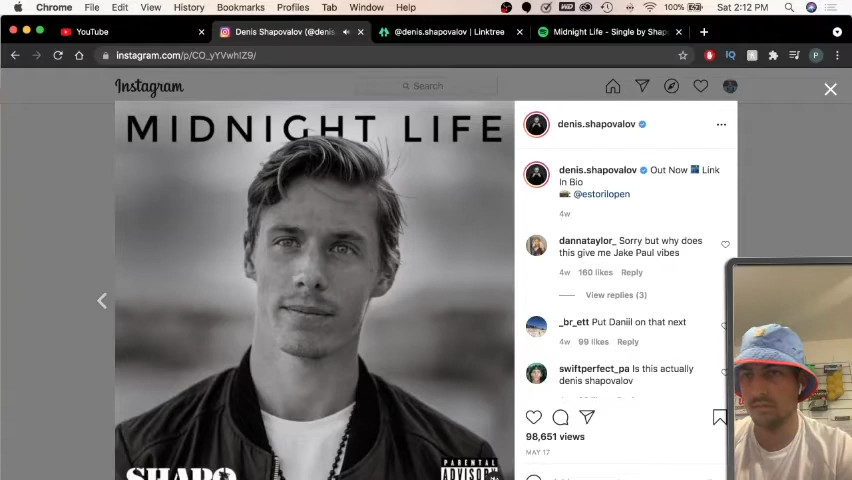 Chrome File Edit View History Bookmarks Profiles Tab Window Help 100% Sat 2:12 PM
YouTube
Denis Shapovalov (@denis.
@denis.shapovalov | Linktree
Midnight Life - Single by Shap
instagram.com/p/CO_yYVwhIZ9/
IQ
P
Instagram
Search
MIDNIGHT LIFE
SHAPO
PARENTAL
ADVISORY
denis.shapovalov
denis.shapovalov Out Now Link
In Bio
: @estorilopen
4w
dannataylor_ Sorry but why does
this give me Jake Paul vibes
4w 160 likes Reply
View replies (3)
_br_ett Put Daniil on that next
4w 99 likes Reply
swiftperfect_pa Is this actually
denis shapovalov
98,651 views
MAY 17